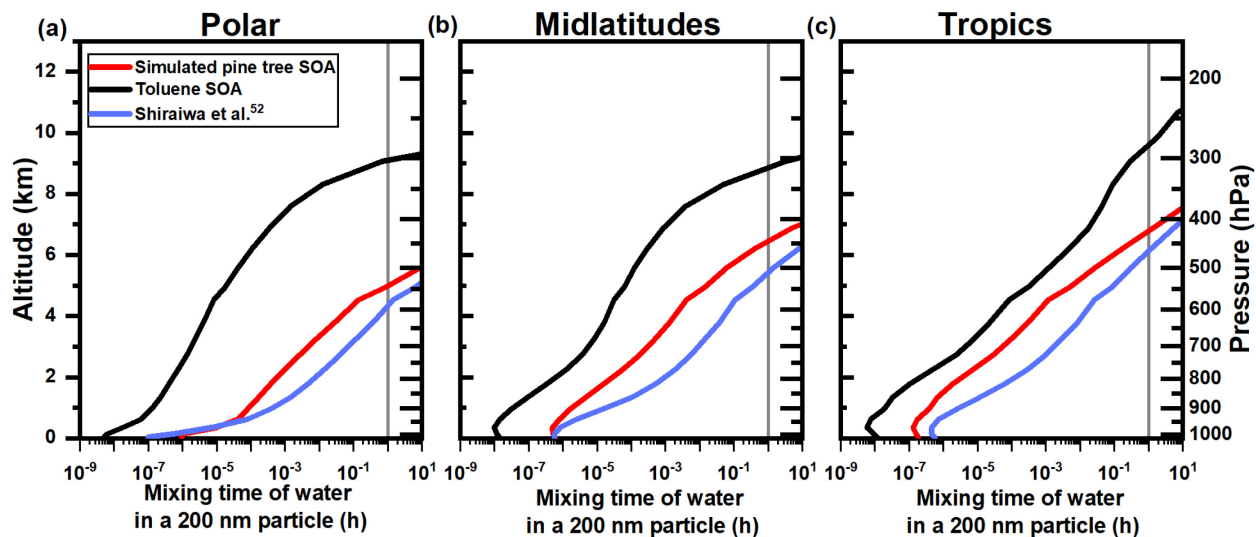 (a) Polar
(b) Midlatitudes
(c) Tropics
Simulated pine tree SOA
Toluene SOA
Shiraiwa et al.52
Altitude (km)
12
10
8
6
4
2
0
10-9 10-7 10-5 10-3 10-1 101
Mixing time of water
in a 200 nm particle (h)
10-9 10-7 10-5 10-3 10-1 101
Mixing time of water
in a 200 nm particle (h)
10-9 10-7 10-5 10-3 10-1 101
Mixing time of water
in a 200 nm particle (h)
200
300
400
500
600
700
800
900
1000
Pressure (hPa)